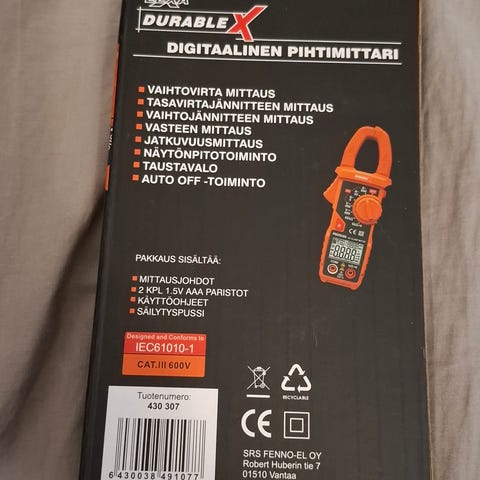 DURABLE X
DIGITAALINEN PIHTIMITTARI
VAIHTOVIRTA MITTAUS
TASAVIRTAJÄNNITTEEN MITTAUS
VAIHTOJÄNNITTEEN MITTAUS
VASTEEN MITTAUS
JATKUVUUSMITTAUS
NÄYTÖNPITOTOIMINTO
TAUSTAVALO
AUTO OFF -TOIMINTO
PAKKAUS SISÄLTÄÄ:
MITTAUSJOHDOT
2 KPL 1.5V AAA PARISTOT
KÄYTTÖOHJEET
SÄILYTYSPUSSI
Designed and Conforms to
IEC61010-1
CAT.III 600V
Tuotenumero:
430 307
6 430038 491077
RECYCLABLE
CE
SRS FENNO-EL OY
Robert Huberin tie 7
01510 Vantaa